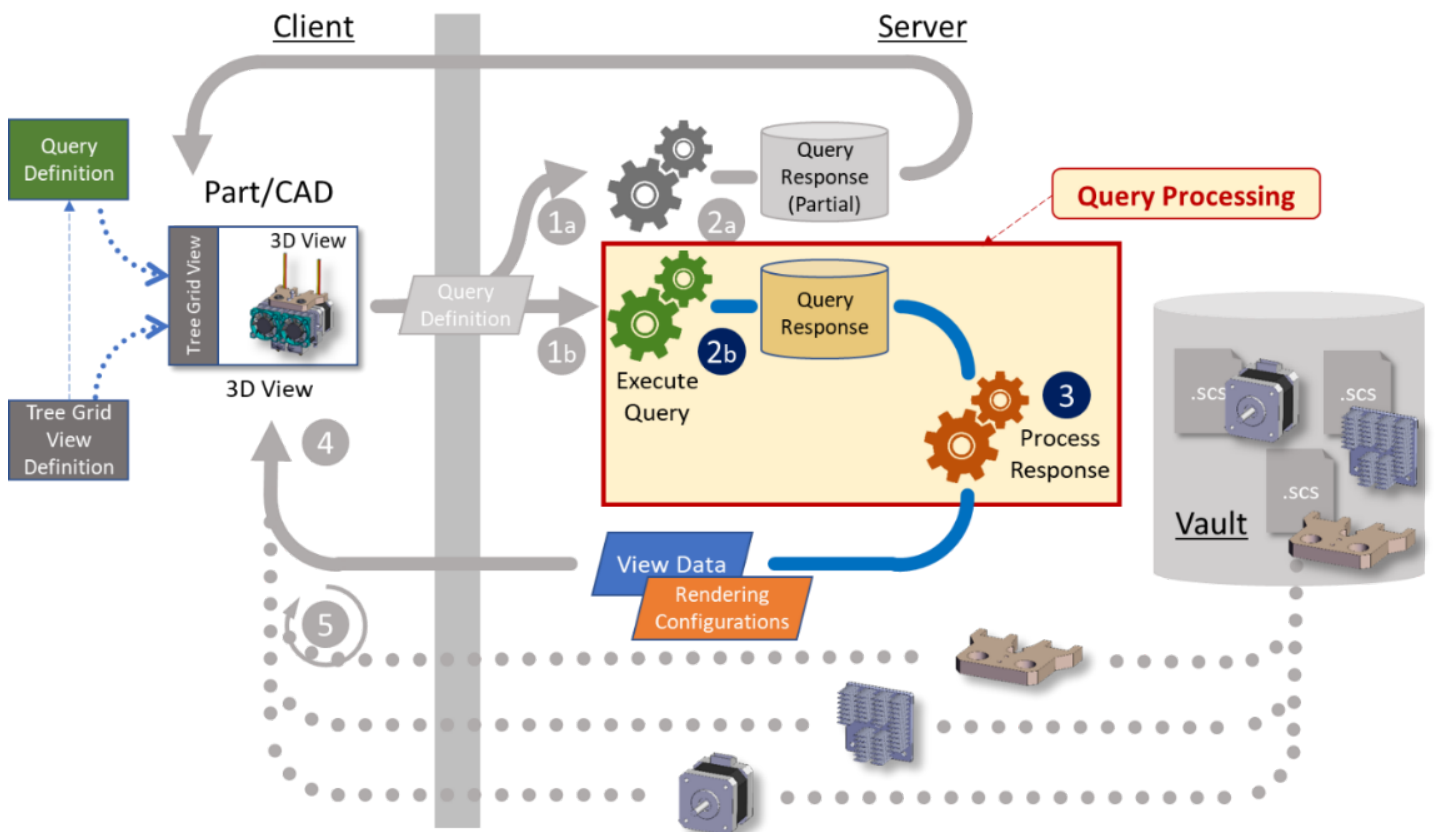 Client
Server
Query
Definition
Part/CAD
Tree Grid View
3D View
3D View
Tree Grid
View
Definition
Query
Definition
1a
1b
2a
Query
Response
(Partial)
Query Processing
Execute
Query
2b
Query
Response
3
Process
Response
4
View Data
Rendering
Configurations
5
.scs
.scs
.scs
Vault